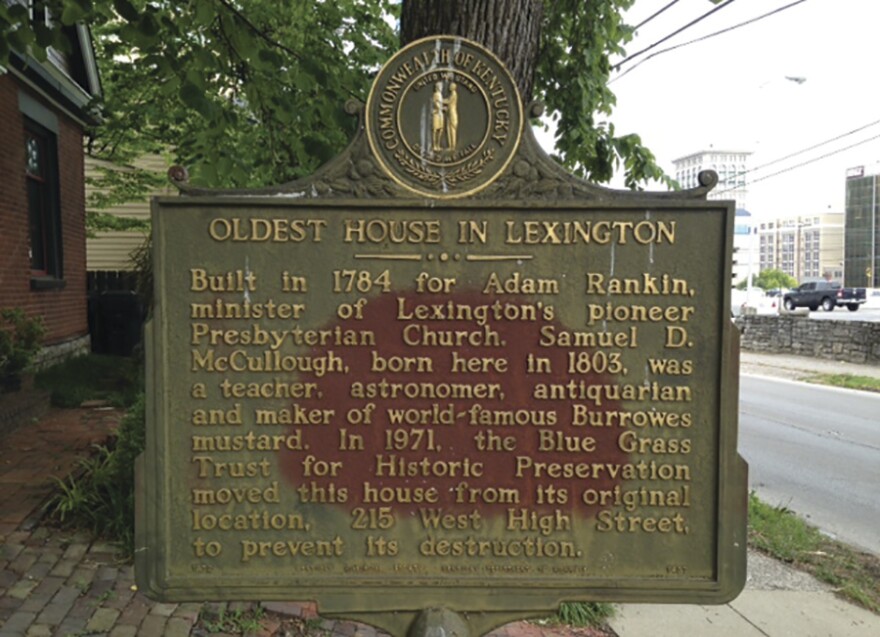 COMMONWEALTH OF KENTUCKY
UNITED WE STAND
OLDEST HOUSE IN LEXINGTON
Built in 1784 for Adam Rankin,
minister of Lexington's pioneer
Presbyterian Church. Samuel D.
McCullough, born here in 1803, was
a teacher, astronomer, antiquarian
and maker of world-famous Burrowes
mustard. In 1971, the Blue Grass
Trust for Historic Preservation
moved this house from its original
location, 215 West High Street,
to prevent its destruction.